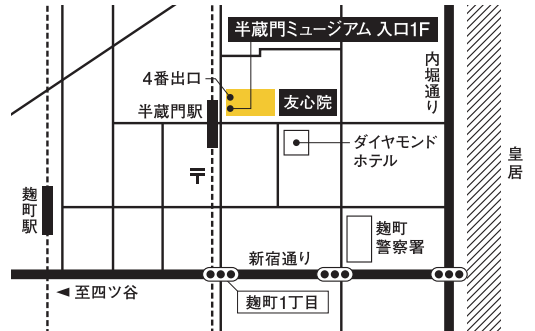 半蔵門ミュージアム 入口1F
4番出口
友心院
半蔵門駅
内堀通り
ダイヤモンド
ホテル
皇居
〒
麹町駅
麹町
警察署
新宿通り
至四ツ谷
麹町1丁目